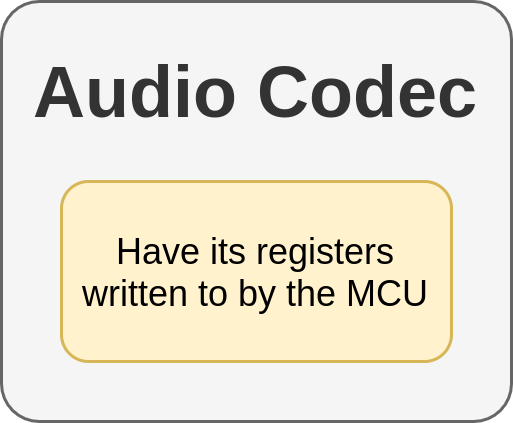 Audio Codec
Have its registers
written to by the MCU